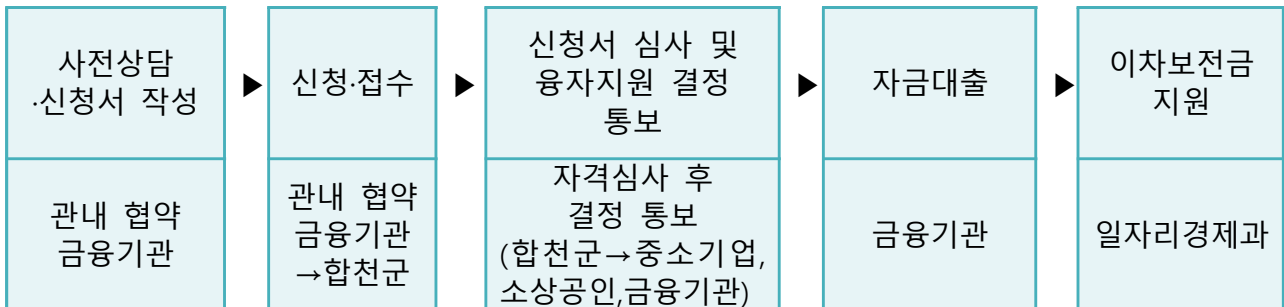 사전상담
·신청서 작성
▶
신청·접수
▶
신청서 심사 및
융자지원 결정
통보
▶
자금대출
▶
이차보전금
지원
관내 협약
금융기관
관내 협약
금융기관
→합천군
자격심사 후
결정 통보
(합천군→중소기업,
소상공인,금융기관)
금융기관
일자리경제과